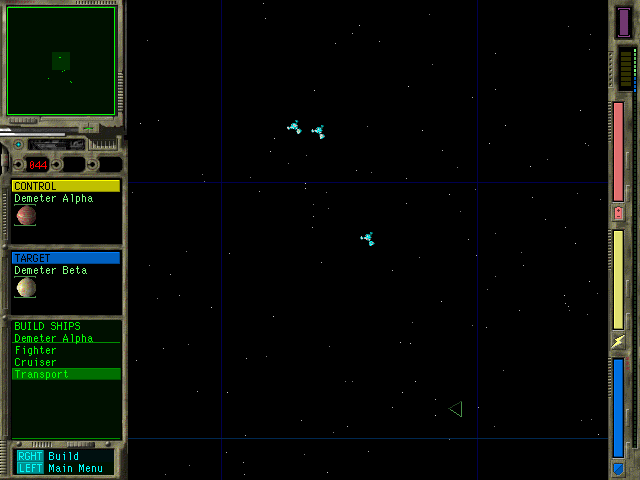 044
CONTROL
Demeter Alpha
TARGET
Demeter Beta
BUILD SHIPS
Demeter Alpha
Fighter
Cruiser
Transport
RGHT Build
LEFT Main Menu